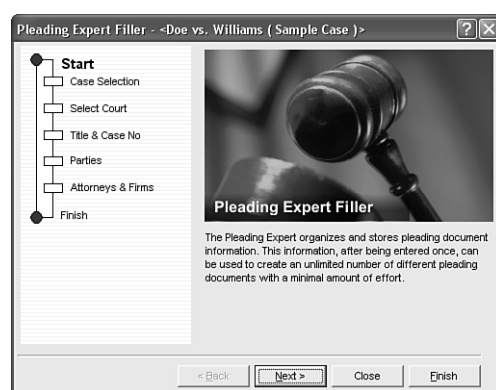 Pleading Expert Filler - <Doe vs. Williams ( Sample Case )>
Start
Case Selection
Select Court
Title & Case No
Parties
Attorneys & Firms
Finish
Pleading Expert Filler
The Pleading Expert organizes and stores pleading document
information. This information, after being entered once, can
be used to create an unlimited number of different pleading
documents with a minimal amount of effort.
< Back Next > Close Finish